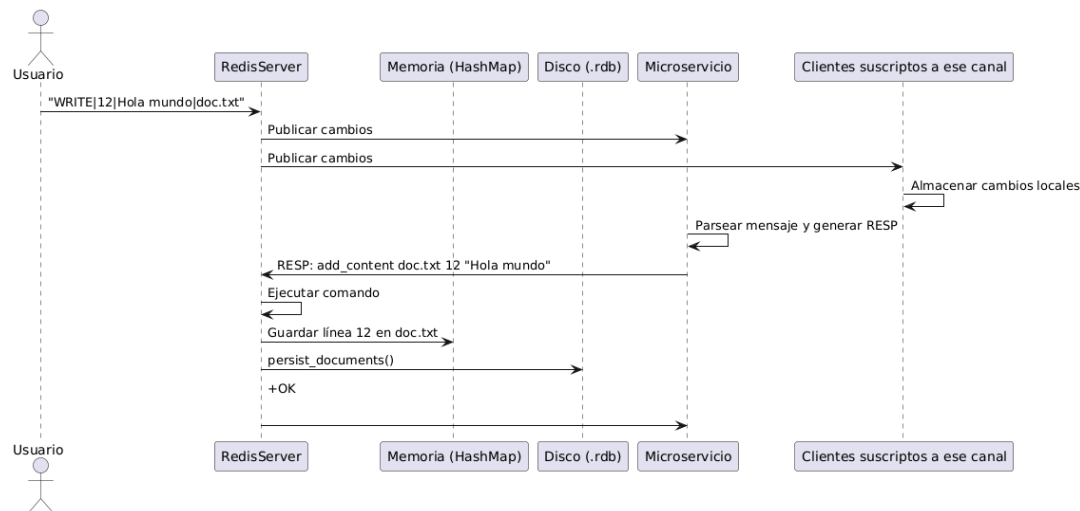 Usuario
RedisServer
Memoria (HashMap)
Disco (.rdb)
Microservicio
Clientes suscriptos a ese canal
"WRITE|12|Hola mundo|doc.txt"
Publicar cambios
Publicar cambios
Almacenar cambios locales
Parsear mensaje y generar RESP
RESP: add_content doc.txt 12 "Hola mundo"
Ejecutar comando
Guardar línea 12 en doc.txt
persist_documents()
+OK
Usuario
RedisServer
Memoria (HashMap)
Disco (.rdb)
Microservicio
Clientes suscriptos a ese canal